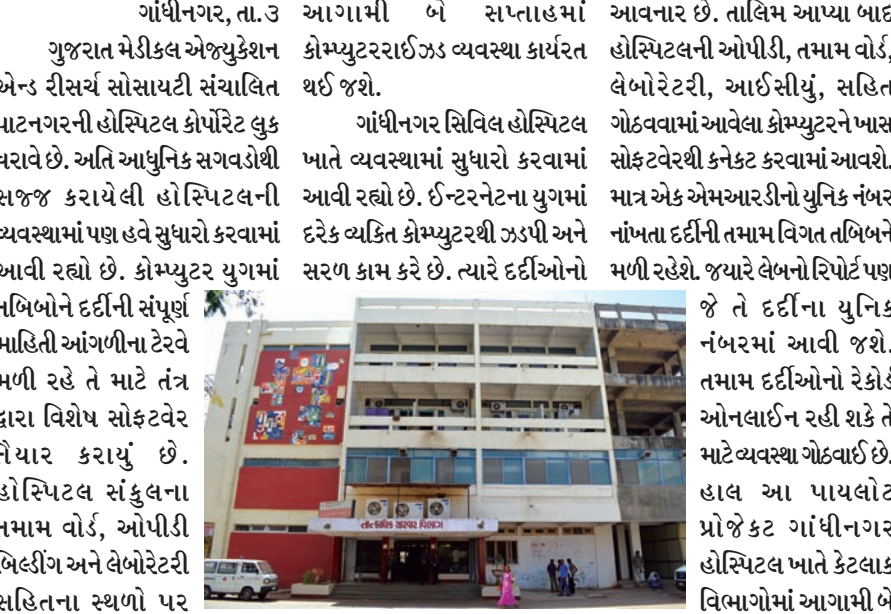 ગાંધીનગર, તા.૩
ગુજરાત મેડીકલ એજ્યુકેશન
એન્ડ રીસર્ચ સોસાયટી સંચાલિત
પાટનગરની હોસ્પિટલ કોર્પોરેટ લુક
ધરાવે છે. અતિ આધુનિક સગવડોથી
સજ્જ કરાયેલી હોસ્પિટલની
વ્યવસ્થામાં પણ હવે સુધારો કરવામાં
આવી રહ્યો છે. કોમ્પ્યુટર યુગમાં
તબિબોને દર્દીની સંપૂર્ણ
માહિતી આંગળીના ટેરવે
મળી રહે તે માટે તંત્ર
દ્વારા વિશેષ સોફટવેર
તૈયાર કરાયું છે.
હોસ્પિટલ સંકુલના
તમામ વોર્ડ, ઓપીડી
બિલ્ડીંગ અને લેબોરેટરી
સહિતના સ્થળો પર
આગામી બે સપ્તાહમાં
કોમ્પ્યુટરરાઈઝડ વ્યવસ્થા કાર્યરત
થઈ જશે.
ગાંધીનગર સિવિલ હોસ્પિટલ
ખાતે વ્યવસ્થામાં સુધારો કરવામાં
આવી રહ્યો છે. ઈન્ટરનેટના યુગમાં
દરેક વ્યકિત કોમ્પ્યુટરથી ઝડપી અને
સરળ કામ કરે છે. ત્યારે દર્દીઓનો
તાત્કાલિક સારવાર વિભાગ
આવનાર છે. તાલિમ આપ્યા બાદ
હોસ્પિટલની ઓપીડી, તમામ વોર્ડ,
લેબોરેટરી, આઈસીયું, સહિત
ગોઠવવામાં આવેલા કોમ્પ્યુટરને ખાસ
સોફટવેરથી કનેકટ કરવામાં આવશે.
માત્ર એક એમઆરડીનો યુનિક નંબર
નાંખતા દર્દીની તમામ વિગત તબિબને
મળી રહેશે. જયારે લેબનો રિપોર્ટ પણ
જે તે દર્દીના યુનિક
નંબરમાં આવી જશે.
તમામ દર્દીઓનો રેકોર્ડ
ઓનલાઈન રહી શકે તે
માટે વ્યવસ્થા ગોઠવાઈ છે.
હાલ આ પાયલોટ
પ્રોજેકટ ગાંધીનગર
હોસ્પિટલ ખાતે કેટલાક
વિભાગોમાં આગામી બે